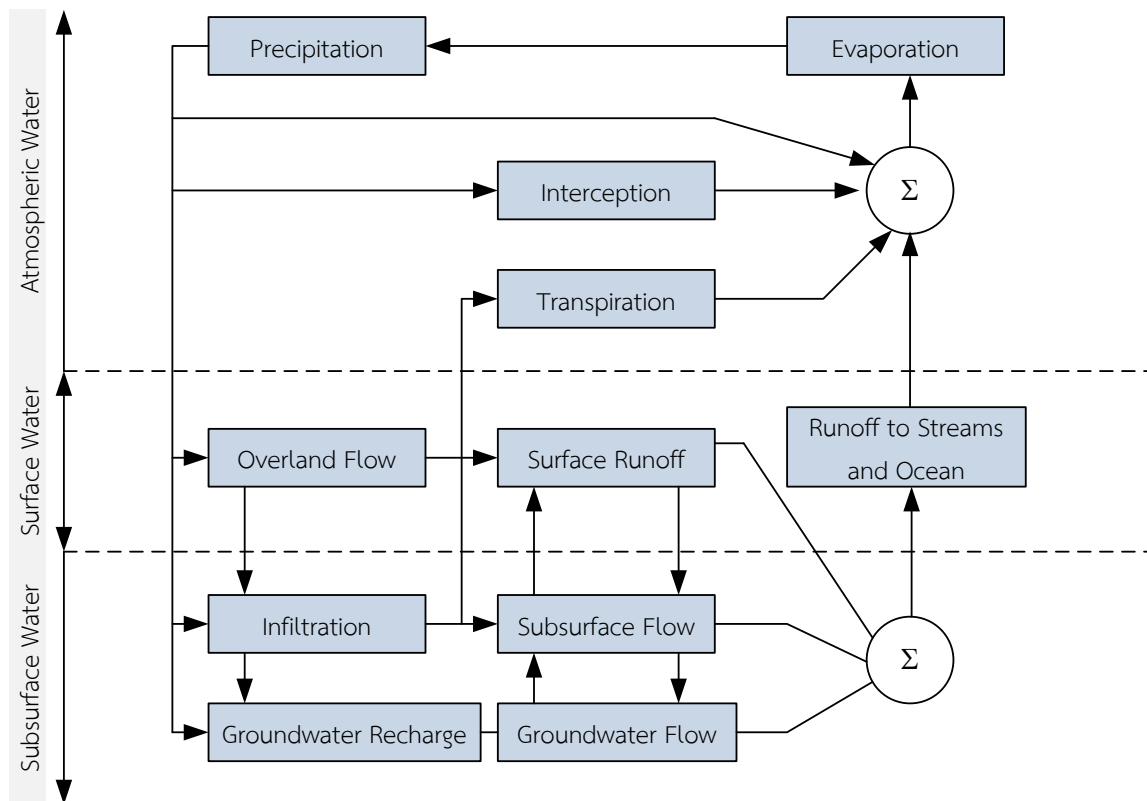 Precipitation
Evaporation
Atmospheric Water
Σ
Interception
Transpiration
Surface Water
Overland Flow
Surface Runoff
Runoff to Streams
and Ocean
Subsurface Water
Infiltration
Subsurface Flow
Σ
Groundwater Recharge
Groundwater Flow